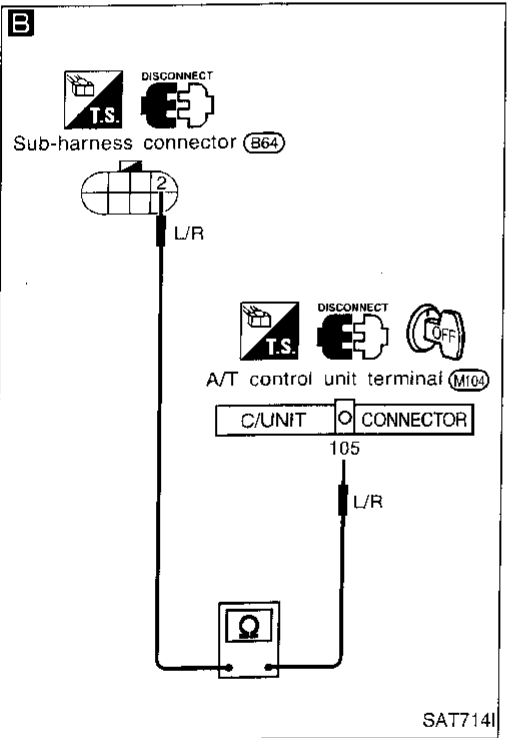 B
DISCONNECT
T.S.
Sub-harness connector B64
2
L/R
DISCONNECT
T.S.
OFF
A/T control unit terminal M104
C/UNIT CONNECTOR
105
L/R
Ω
SAT714I